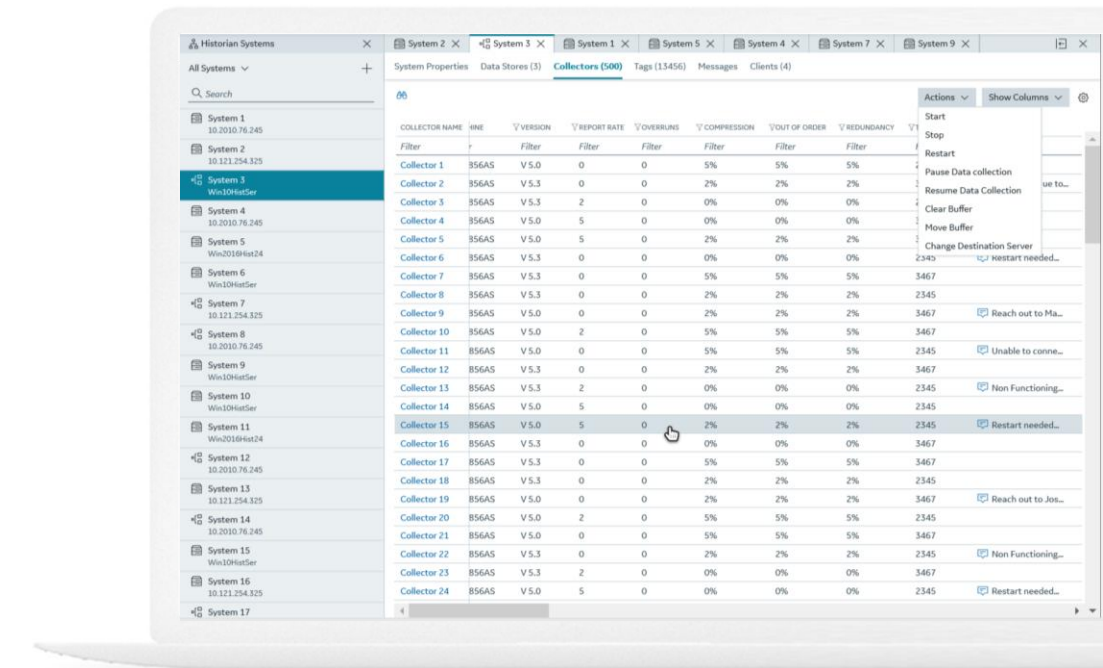 Historian Systems
All Systems
Search
System 1
10.2010.76.245
System 2
10.121.254.325
System 3
Win10HistSer
System 4
10.2010.76.245
System 5
Win2016Hist24
System 6
Win10HistSer
System 7
10.121.254.325
System 8
10.2010.76.245
System 9
Win10HistSer
System 10
Win10HistSer
System 11
Win2016Hist24
System 12
10.2010.76.245
System 13
10.121.254.325
System 14
10.2010.76.245
System 15
Win10HistSer
System 16
10.121.254.325
System 17
System 2 System 3 System 1 System 5 System 4 System 7 System 9
System Properties Data Stores (3) Collectors (500) Tags (13456) Messages Clients (4)
Actions Show Columns
Start
Stop
Restart
Pause Data collection
Resume Data Collection
Clear Buffer
Move Buffer
Change Destination Server
COLLECTOR NAME HINE VERSION REPORT RATE OVERRUNS COMPRESSION OUT OF ORDER REDUNDANCY
Filter Filter Filter Filter Filter Filter Filter
Collector 1 856AS V 5.0 0 0 5% 5% 5%
Collector 2 856AS V 5.3 0 0 2% 2% 2% ue to...
Collector 3 856AS V 5.3 2 0 0% 0% 0%
Collector 4 856AS V 5.0 5 0 0% 0% 0%
Collector 5 856AS V 5.0 5 0 2% 2% 2%
Collector 6 856AS V 5.3 0 0 0% 0% 0% 2345 Restart needed...
Collector 7 856AS V 5.3 0 0 5% 5% 5% 3467
Collector 8 856AS V 5.3 0 0 2% 2% 2% 2345
Collector 9 856AS V 5.0 0 0 2% 2% 2% 3467 Reach out to Ma...
Collector 10 856AS V 5.0 2 0 5% 5% 5% 3467
Collector 11 856AS V 5.0 0 0 5% 5% 5% 2345 Unable to conne...
Collector 12 856AS V 5.3 0 0 2% 2% 2% 3467
Collector 13 856AS V 5.3 2 0 0% 0% 0% 2345 Non Functioning...
Collector 14 856AS V 5.0 5 0 0% 0% 0% 2345
Collector 15 856AS V 5.0 5 0 2% 2% 2% 2345 Restart needed...
Collector 16 856AS V 5.3 0 0 0% 0% 0% 3467
Collector 17 856AS V 5.3 0 0 5% 5% 5% 3467
Collector 18 856AS V 5.3 0 0 2% 2% 2% 2345
Collector 19 856AS V 5.0 0 0 2% 2% 2% 3467 Reach out to Jos...
Collector 20 856AS V 5.0 2 0 5% 5% 5% 2345
Collector 21 856AS V 5.0 0 0 5% 5% 5% 3467
Collector 22 856AS V 5.3 0 0 2% 2% 2% 2345 Non Functioning...
Collector 23 856AS V 5.3 2 0 0% 0% 0% 3467
Collector 24 856AS V 5.0 5 0 0% 0% 0% 2345 Restart needed...